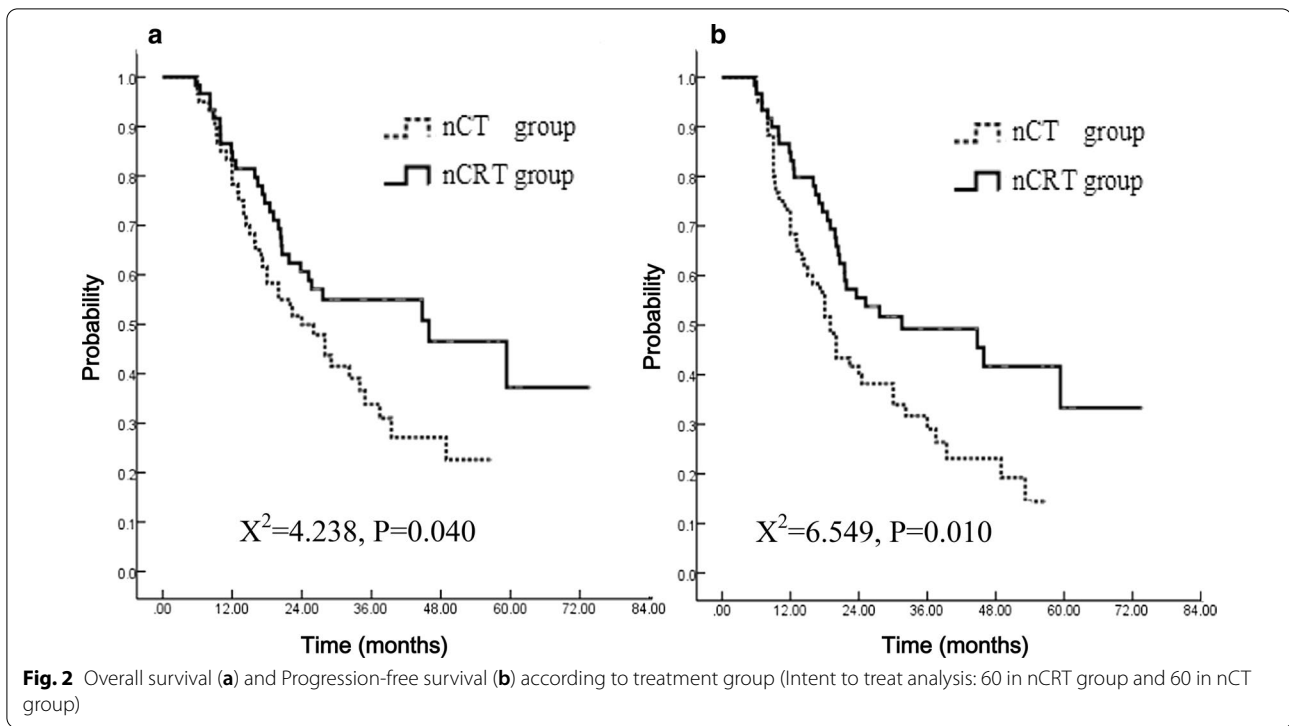 a
1.0
0.9
0.8
0.7
0.6
0.5
0.4
0.3
0.2
0.1
0.0
Probability
nCT group
nCRT group
X²=4.238, P=0.040
.00 12.00 24.00 36.00 48.00 60.00 72.00 84.00
Time (months)
b
1.0
0.9
0.8
0.7
0.6
0.5
0.4
0.3
0.2
0.1
0.0
Probability
nCT group
nCRT group
X²=6.549, P=0.010
.00 12.00 24.00 36.00 48.00 60.00 72.00 84.00
Time (months)
Fig. 2 Overall survival (a) and Progression-free survival (b) according to treatment group (Intent to treat analysis: 60 in nCRT group and 60 in nCT
group)